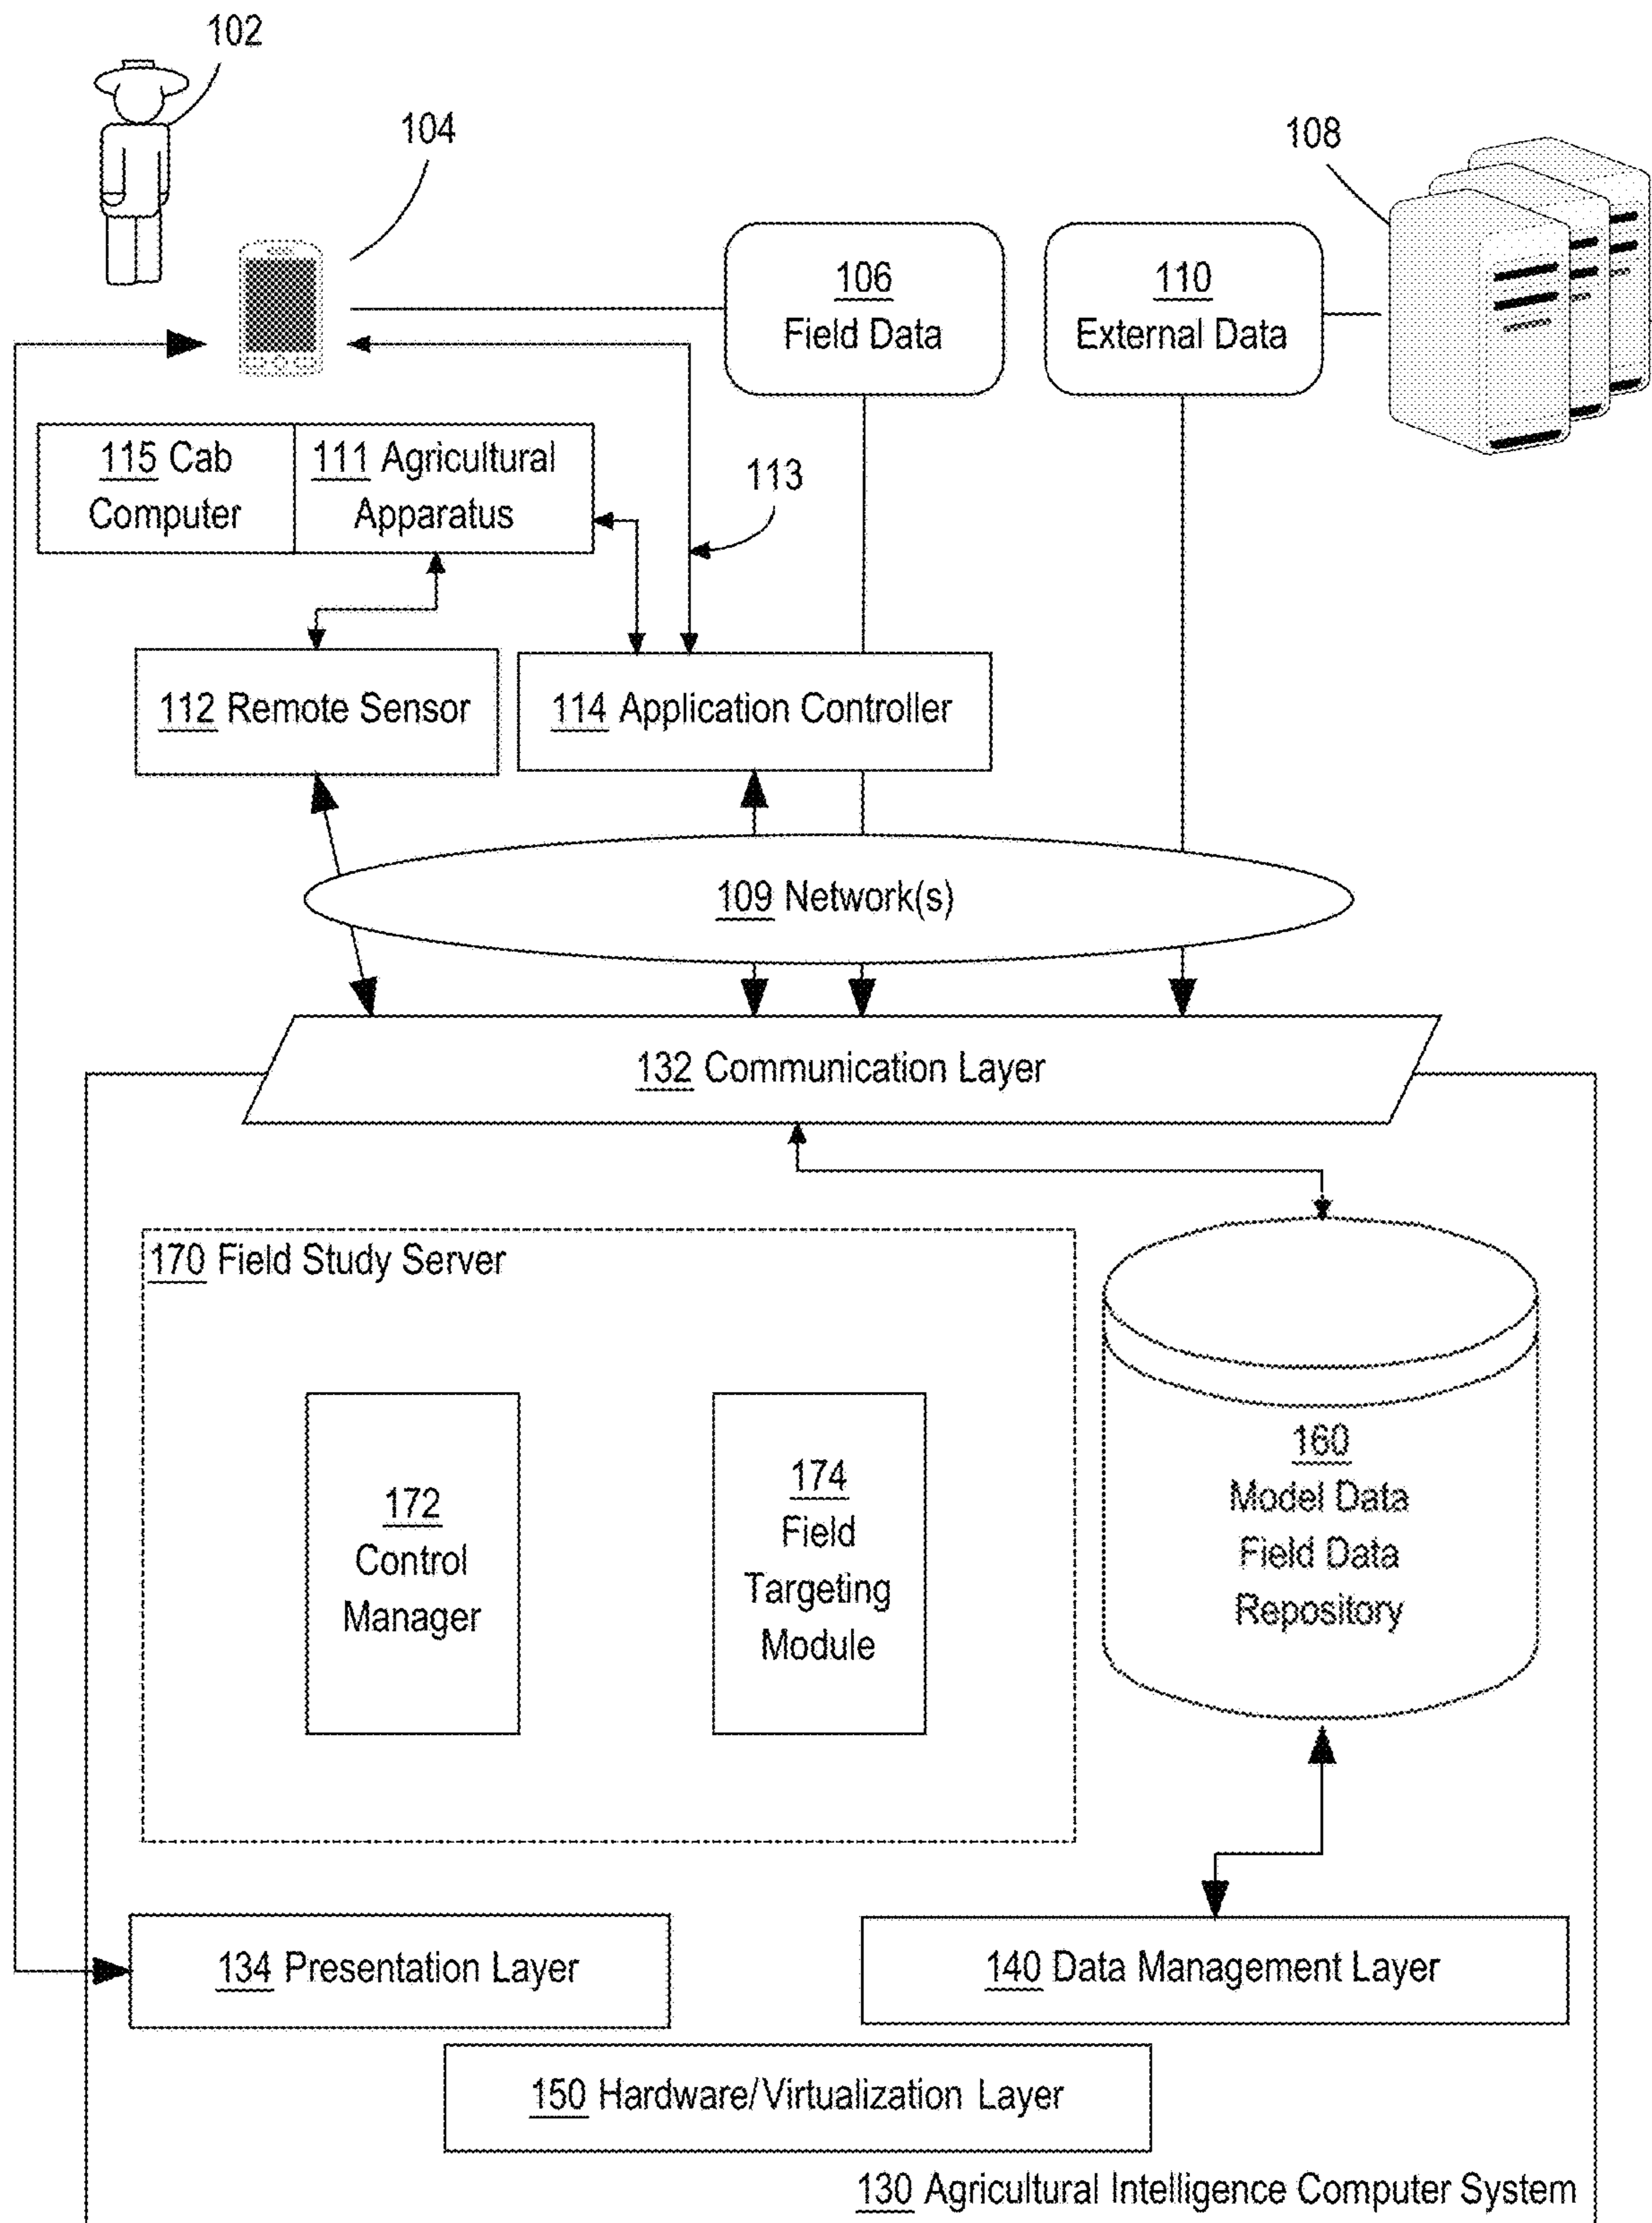 102
104
108
106
Field Data
110
External Data
115 Cab
Computer
111 Agricultural
Apparatus
113
112 Remote Sensor
114 Application Controller
109 Network(s)
132 Communication Layer
170 Field Study Server
172
Control
Manager
174
Field
Targeting
Module
160
Model Data
Field Data
Repository
134 Presentation Layer
140 Data Management Layer
150 Hardware/Virtualization Layer
130 Agricultural Intelligence Computer System